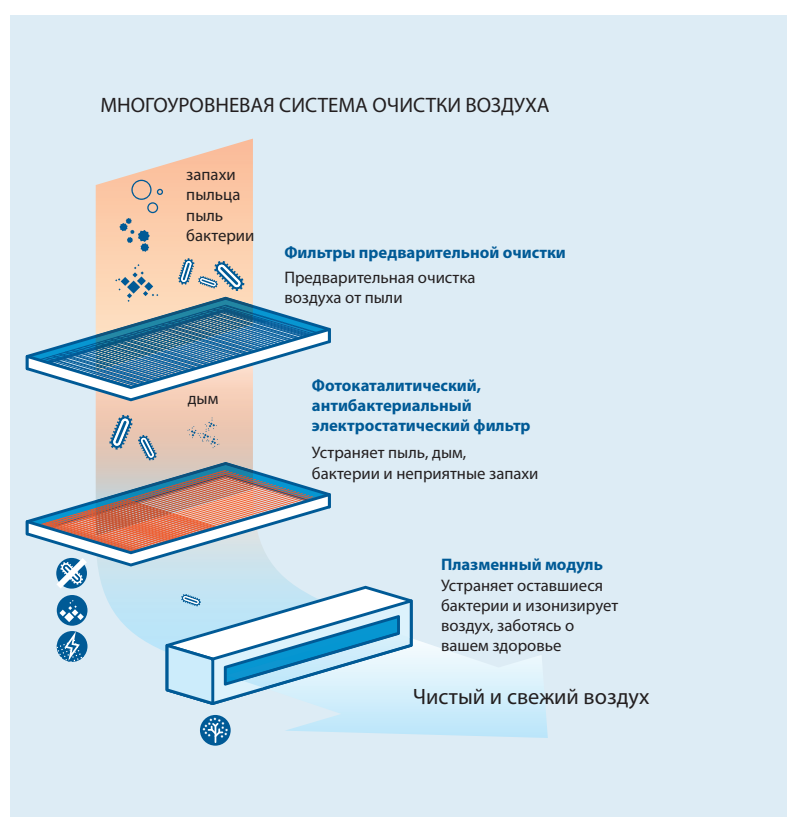 МНОГОУРОВНЕВАЯ СИСТЕМА ОЧИСТКИ ВОЗДУХА
запахи
пыльца
пыль
бактерии
Фильтры предварительной очистки
Предварительная очистка
воздуха от пыли
дым
Фотокаталитический,
антибактериальный
электростатический фильтр
Устраняет пыль, дым,
бактерии и неприятные запахи
Плазменный модуль
Устраняет оставшиеся
бактерии и изонизирует
воздух, заботясь о
вашем здоровье
Чистый и свежий воздух